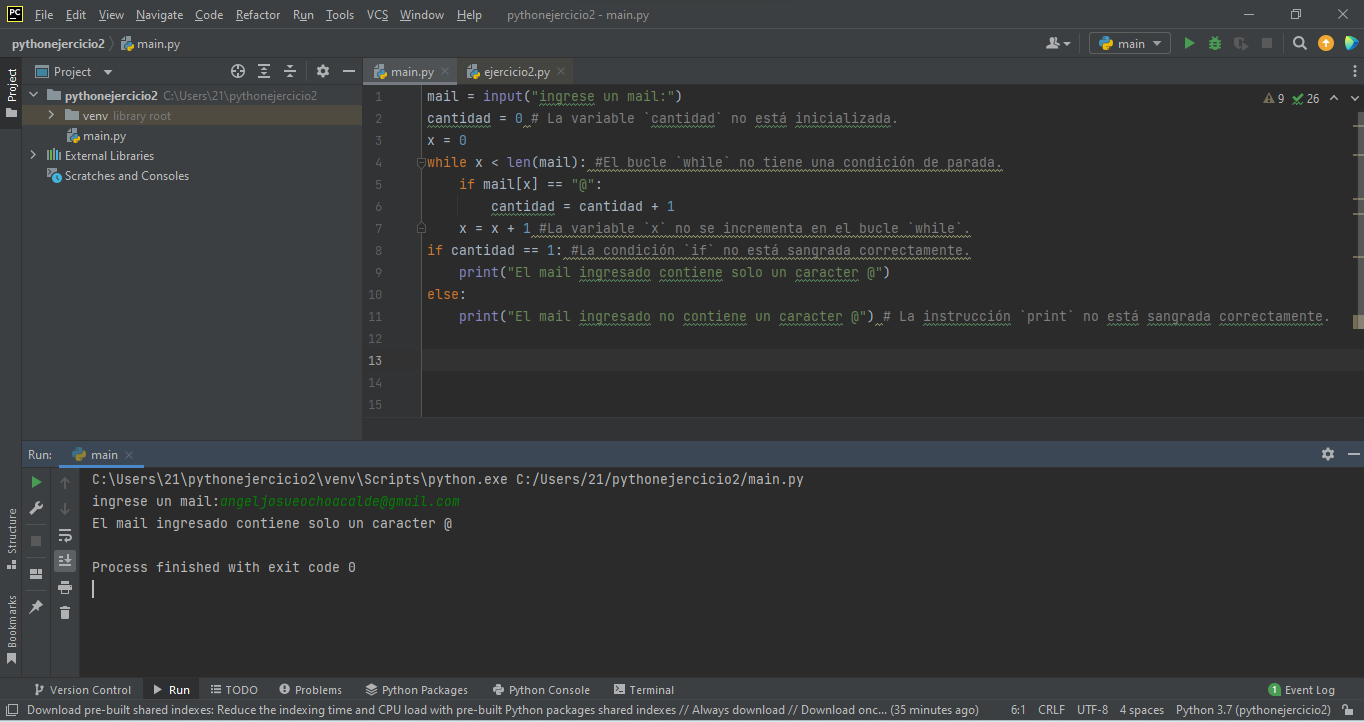 PC File Edit View Navigate Code Refactor Run Tools VCS Window Help pythonejercicio2 - main.py
pythonejercicio2 main.py main
Project main.py ejercicio2.py
Project
pythonejercicio2 C:\Users\21\pythonejercicio2
venv library root
main.py
External Libraries
Scratches and Consoles
9 26
1 mail = input("ingrese un mail:")
2 cantidad = 0 # La variable `cantidad` no está inicializada.
3 x = 0
4 while x < len(mail): #El bucle `while` no tiene una condición de parada.
5 if mail[x] == "@":
6 cantidad = cantidad + 1
7 x = x + 1 #La variable `x` no se incrementa en el bucle `while`.
8 if cantidad == 1: #La condición `if` no está sangrada correctamente.
9 print("El mail ingresado contiene solo un caracter @")
10 else:
11 print("El mail ingresado no contiene un caracter @") # La instrucción `print` no está sangrada correctamente.
12
13
14
15
Run: main
C:\Users\21\pythonejercicio2\venv\Scripts\python.exe C:/Users/21/pythonejercicio2/main.py
ingrese un mail:angeljosueochoacalde@gmail.com
El mail ingresado contiene solo un caracter @
Process finished with exit code 0
Structure
Bookmarks
Version Control Run TODO Problems Python Packages Python Console Terminal 1 Event Log
Download pre-built shared indexes: Reduce the indexing time and CPU load with pre-built Python packages shared indexes // Always download // Download onc... (35 minutes ago) 6:1 CRLF UTF-8 4 spaces Python 3.7 (pythonejercicio2)